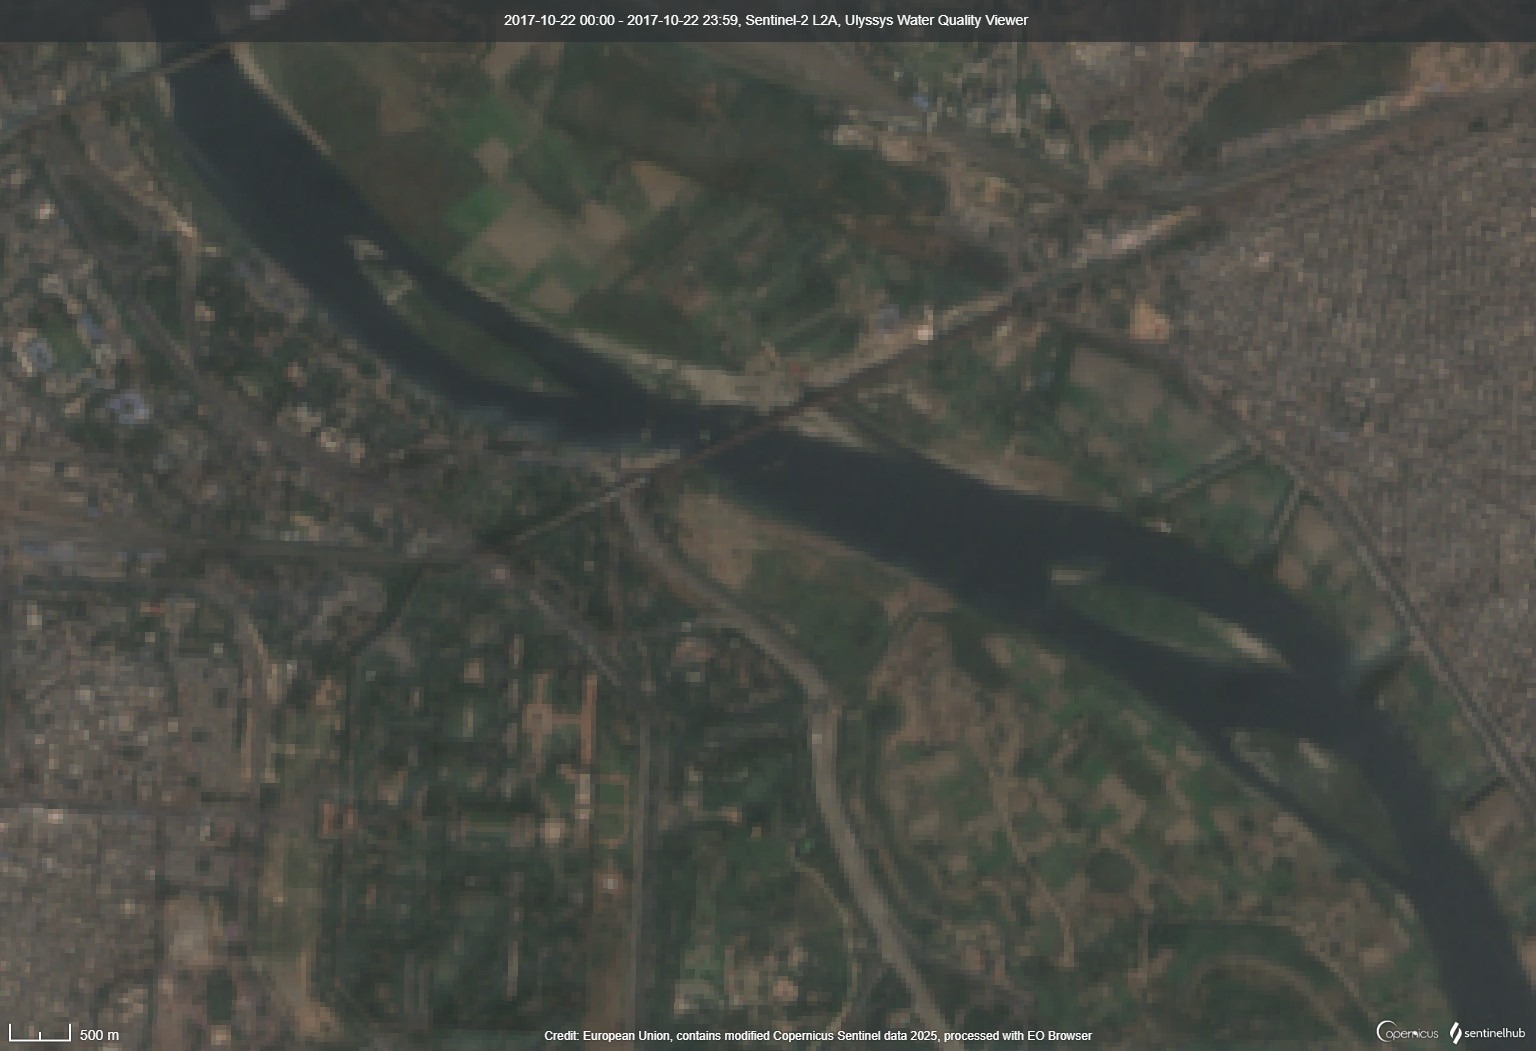 2017-10-22 00:00 - 2017-10-22 23:59, Sentinel-2 L2A, Ulyssys Water Quality Viewer
500 m
Credit: European Union, contains modified Copernicus Sentinel data 2025, processed with EO Browser
opernicus
sentinelhub